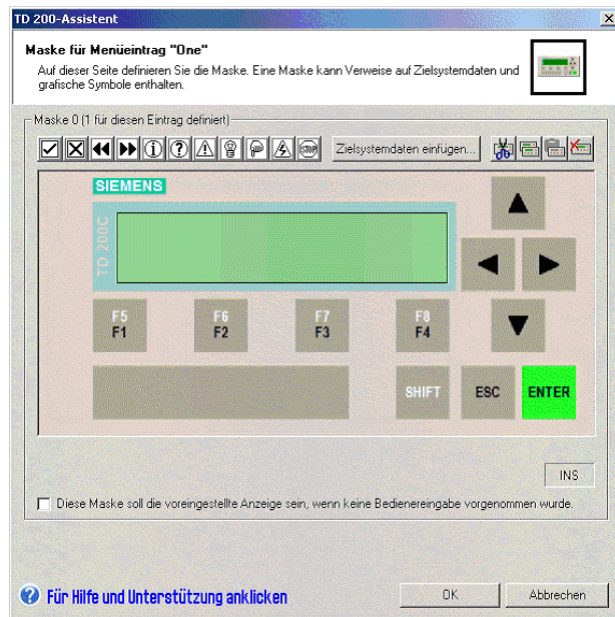 TD 200-Assistent
Maske für Menüeintrag "One"
Auf dieser Seite definieren Sie die Maske. Eine Maske kann Verweise auf Zielsystemdaten und
grafische Symbole enthalten.
Maske 0 (1 für diesen Eintrag definiert)
STOP
Zielsystemdaten einfügen...
SIEMENS
TD 200C
F5 F6 F7 F8
F1 F2 F3 F4
SHIFT ESC ENTER
INS
Diese Maske soll die voreingestellte Anzeige sein, wenn keine Bedienereingabe vorgenommen wurde.
Für Hilfe und Unterstützung anklicken
OK
Abbrechen